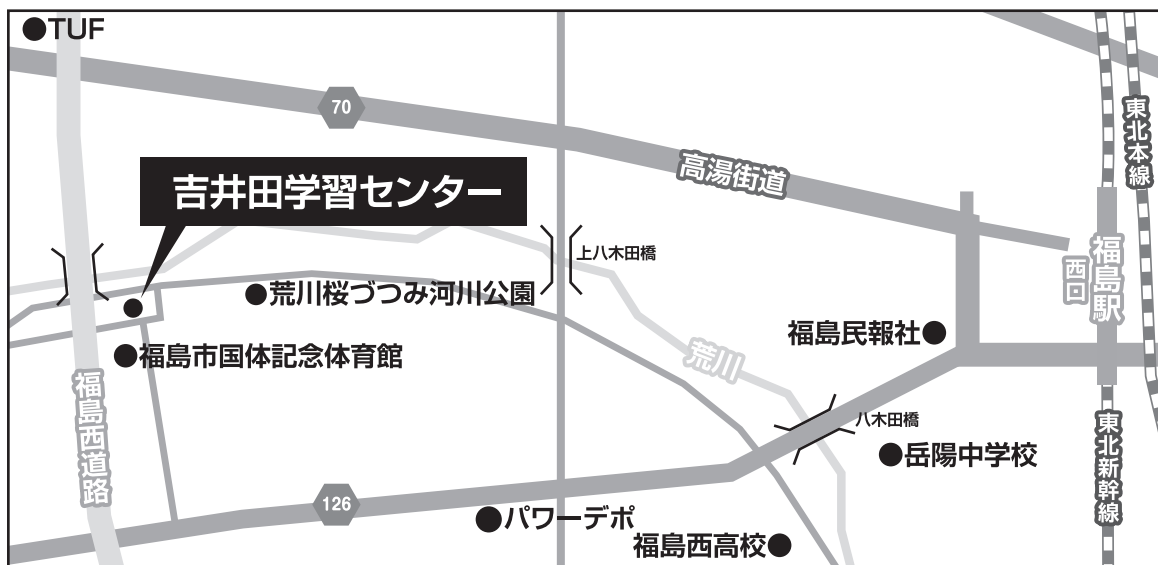 ●TUF
70
東北本線
高湯街道
吉井田学習センター
上八木田橋
福島駅
西口
●荒川桜づつみ河川公園
福島民報社●
●福島市国体記念体育館
荒川
福島西道路
八木田橋
●岳陽中学校
東北新幹線
126
●パワーデポ
福島西高校●